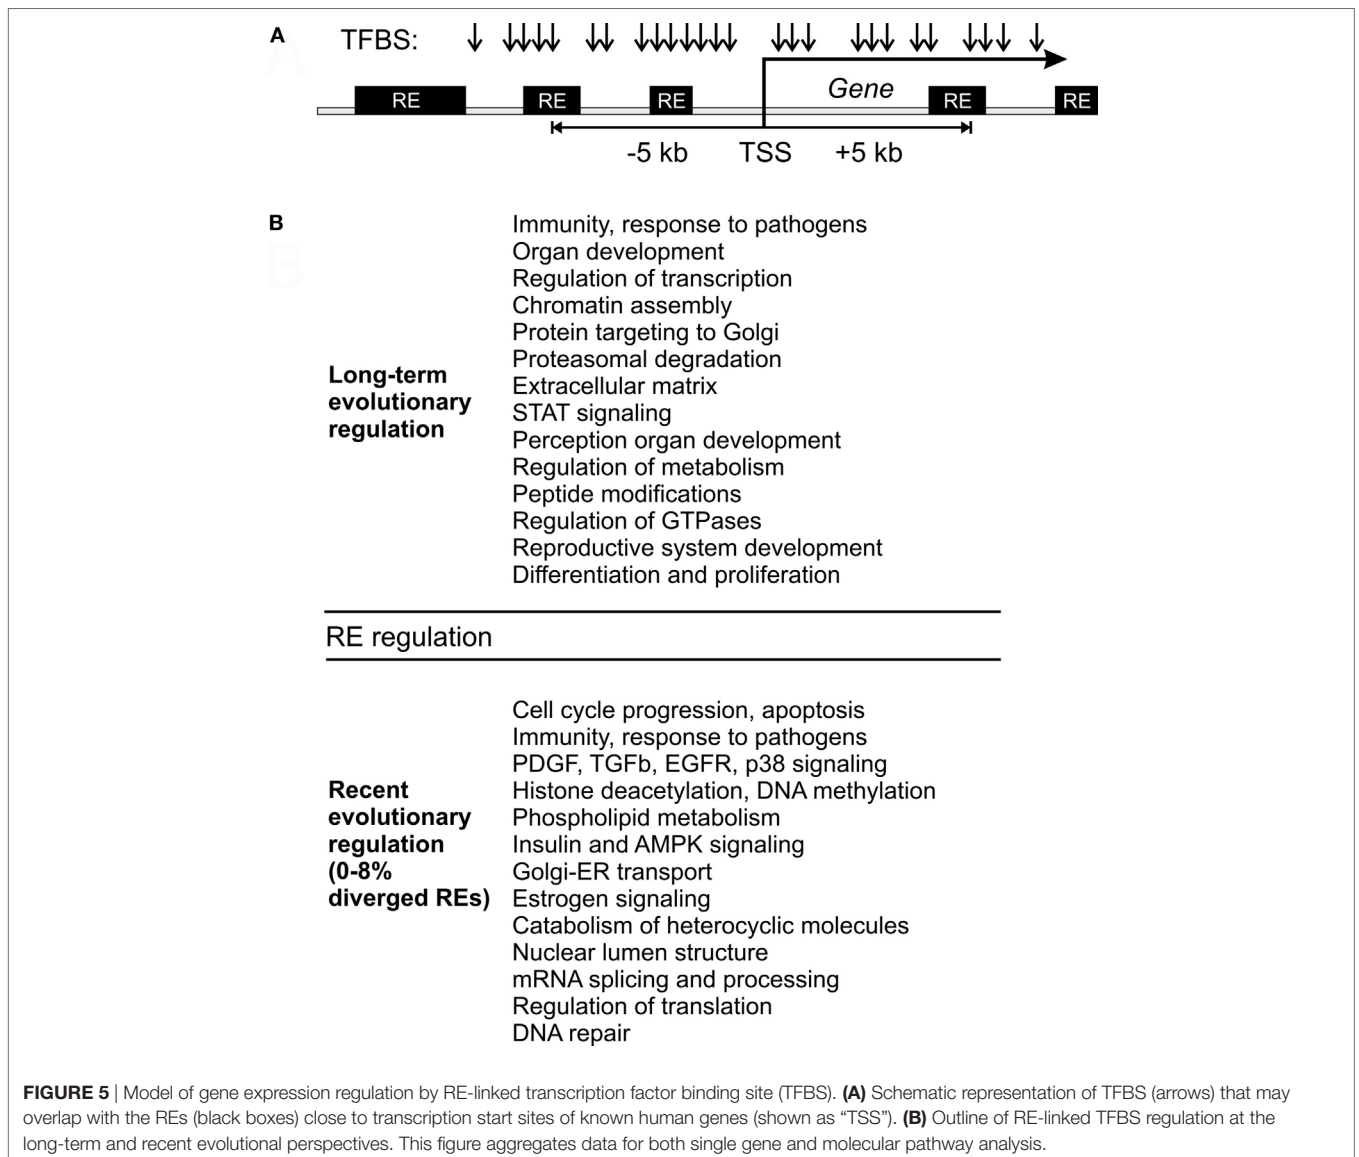 A
TFBS:
RE RE RE Gene RE RE
-5 kb TSS +5 kb
B
Immunity, response to pathogens
Organ development
Regulation of transcription
Chromatin assembly
Protein targeting to Golgi
Proteasomal degradation
Extracellular matrix
STAT signaling
Perception organ development
Regulation of metabolism
Peptide modifications
Regulation of GTPases
Reproductive system development
Differentiation and proliferation
Long-term
evolutionary
regulation
RE regulation
Cell cycle progression, apoptosis
Immunity, response to pathogens
PDGF, TGFb, EGFR, p38 signaling
Histone deacetylation, DNA methylation
Phospholipid metabolism
Insulin and AMPK signaling
Golgi-ER transport
Estrogen signaling
Catabolism of heterocyclic molecules
Nuclear lumen structure
mRNA splicing and processing
Regulation of translation
DNA repair
Recent
evolutionary
regulation
(0-8%
diverged REs)
FIGURE 5 | Model of gene expression regulation by RE-linked transcription factor binding site (TFBS). (A) Schematic representation of TFBS (arrows) that may
overlap with the REs (black boxes) close to transcription start sites of known human genes (shown as “TSS”). (B) Outline of RE-linked TFBS regulation at the
long-term and recent evolutional perspectives. This figure aggregates data for both single gene and molecular pathway analysis.